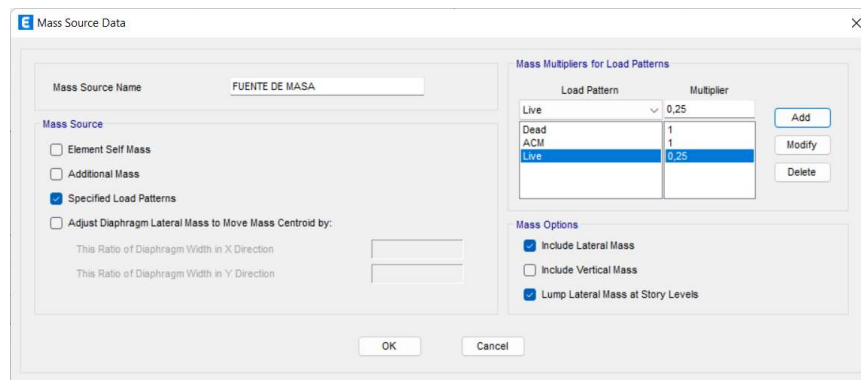 E Mass Source Data
Mass Source Name FUENTE DE MASA
Mass Source
Element Self Mass
Additional Mass
Specified Load Patterns
Adjust Diaphragm Lateral Mass to Move Mass Centroid by:
This Ratio of Diaphragm Width in X Direction
This Ratio of Diaphragm Width in Y Direction
Mass Multipliers for Load Patterns
Load Pattern Multiplier
Live 0,25 Add
Dead 1
ACM 1 Modify
Live 0,25
Delete
Mass Options
Include Lateral Mass
Include Vertical Mass
Lump Lateral Mass at Story Levels
OK Cancel